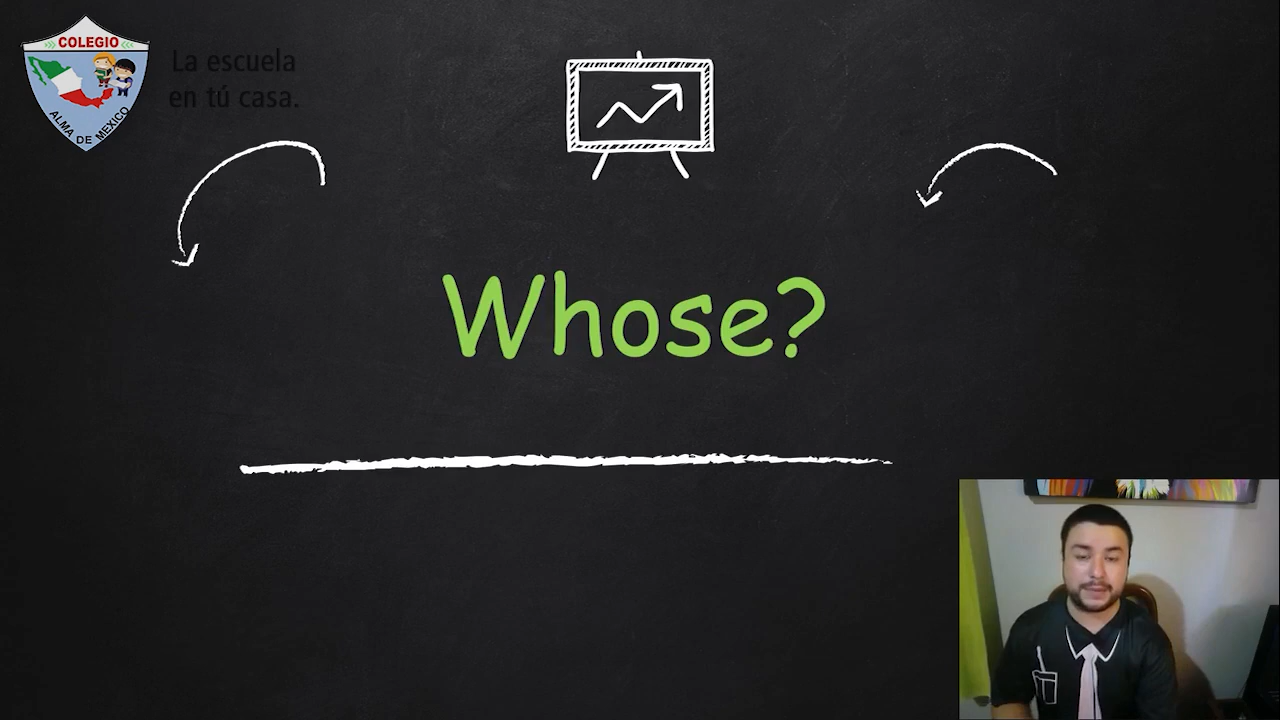 COLEGIO
ALMA DE MEXICO
La escuela
en tú casa.
Whose?